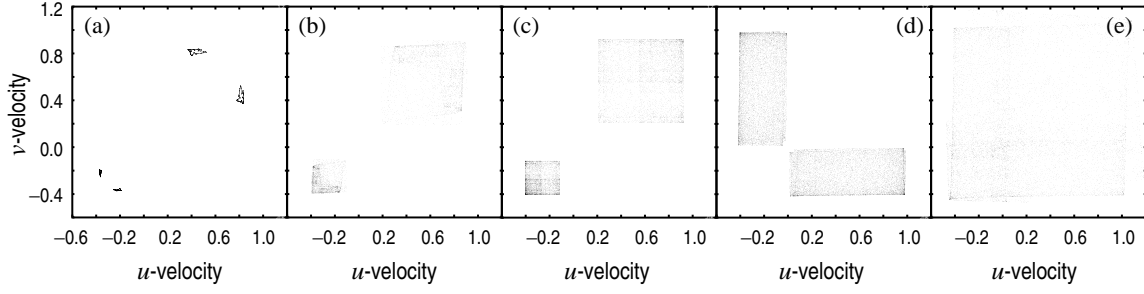 (a) (b) (c) (d) (e)
1.2
0.8
0.4
0.0
−0.4
v-velocity
−0.6 −0.2 0.2 0.6 1.0 −0.2 0.2 0.6 1.0 −0.2 0.2 0.6 1.0 −0.2 0.2 0.6 1.0 −0.2 0.2 0.6 1.0
u-velocity u-velocity u-velocity u-velocity u-velocity